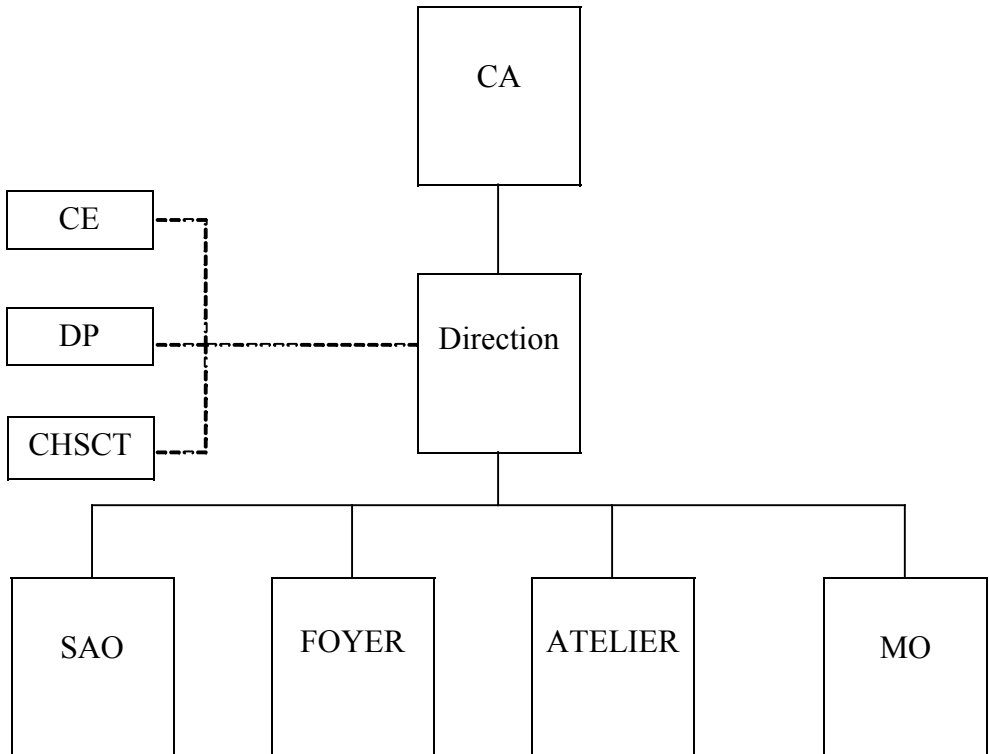 CA
CE
DP
Direction
CHSCT
SAO
FOYER
ATELIER
MO